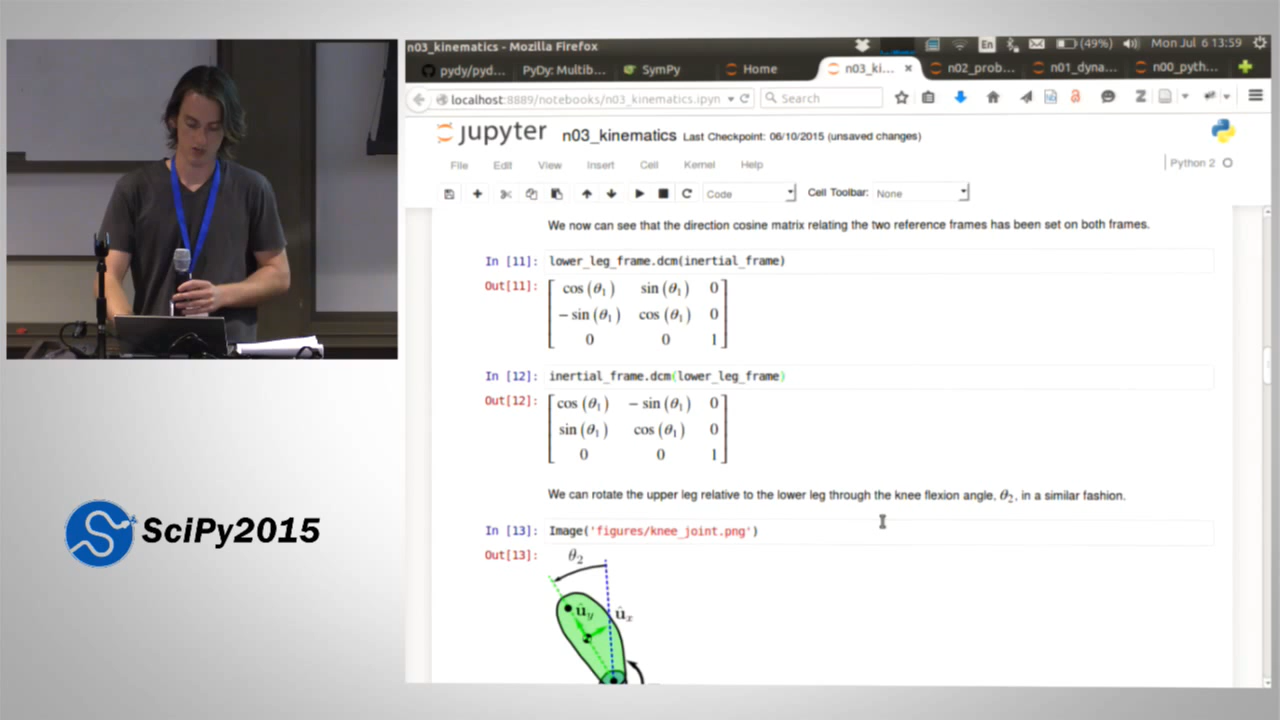 n03_kinematics - Mozilla Firefox
En
(49%)
Mon Jul 6 13:59
pydy/pyd...
PyDy: Multib...
SymPy
Home
n03_ki...
n02_prob...
n01_dyna...
n00_pyth...
localhost:8889/notebooks/n03_kinematics.ipyn
Search
jupyter n03_kinematics Last Checkpoint: 06/10/2015 (unsaved changes)
File Edit View Insert Cell Kernel Help
Python 2
Code
Cell Toolbar: None
We now can see that the direction cosine matrix relating the two reference frames has been set on both frames.
In [11]: lower_leg_frame.dcm(inertial_frame)
Out[11]:
cos (θ₁) sin (θ₁) 0
− sin (θ₁) cos (θ₁) 0
0 0 1
In [12]: inertial_frame.dcm(lower_leg_frame)
Out[12]:
cos (θ₁) − sin (θ₁) 0
sin (θ₁) cos (θ₁) 0
0 0 1
We can rotate the upper leg relative to the lower leg through the knee flexion angle, θ₂, in a similar fashion.
In [13]: Image('figures/knee_joint.png')
Out[13]:
θ₂
û_y
û_x
SciPy2015